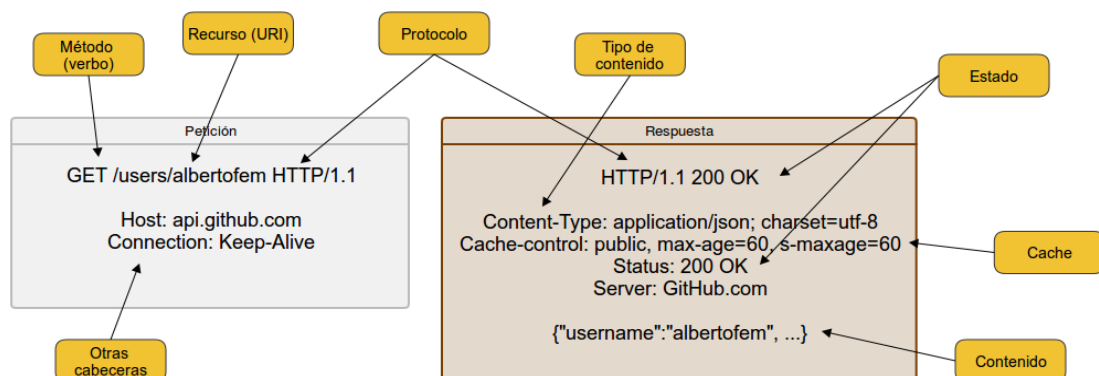 Método
(verbo)
Recurso (URI)
Protocolo
Tipo de
contenido
Estado
Petición
GET /users/albertofem HTTP/1.1
Host: api.github.com
Connection: Keep-Alive
Otras
cabeceras
Respuesta
HTTP/1.1 200 OK
Content-Type: application/json; charset=utf-8
Cache-control: public, max-age=60, s-maxage=60
Status: 200 OK
Server: GitHub.com
{"username":"albertofem", ...}
Cache
Contenido